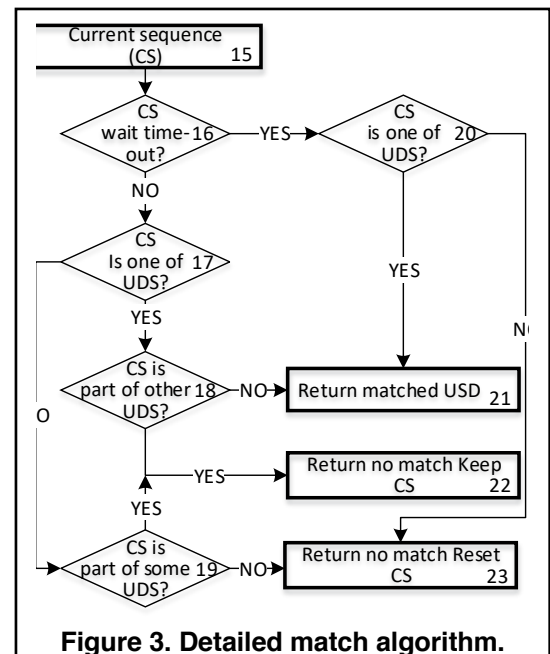 Current sequence
(CS) 15
CS
wait time- 16
out?
YES
CS
is one of 20
UDS?
NO
CS
Is one of 17
UDS?
YES
YES
N
CS is
part of other 18
UDS?
NO
Return matched USD 21
O
YES
Return no match Keep
CS 22
YES
CS is
part of some 19
UDS?
NO
Return no match Reset
CS 23
Figure 3. Detailed match algorithm.